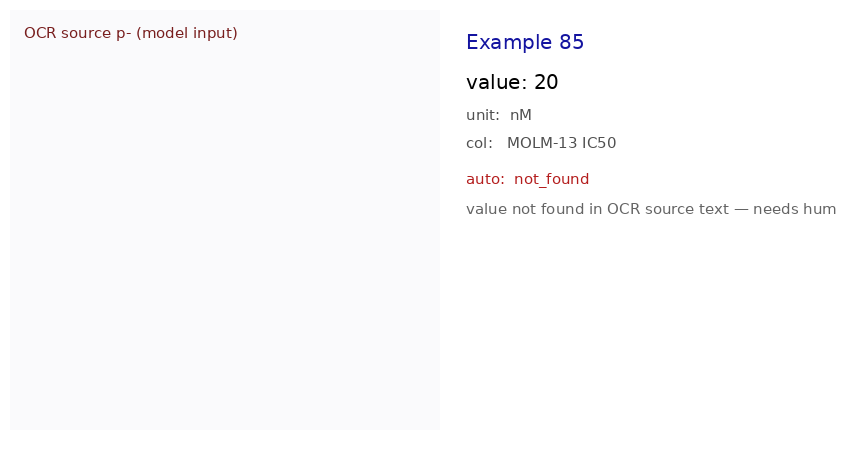 OCR source p- (model input)
Example 85
value: 20
unit: nM
col: MOLM-13 IC50
auto: not_found
value not found in OCR source text — needs hum